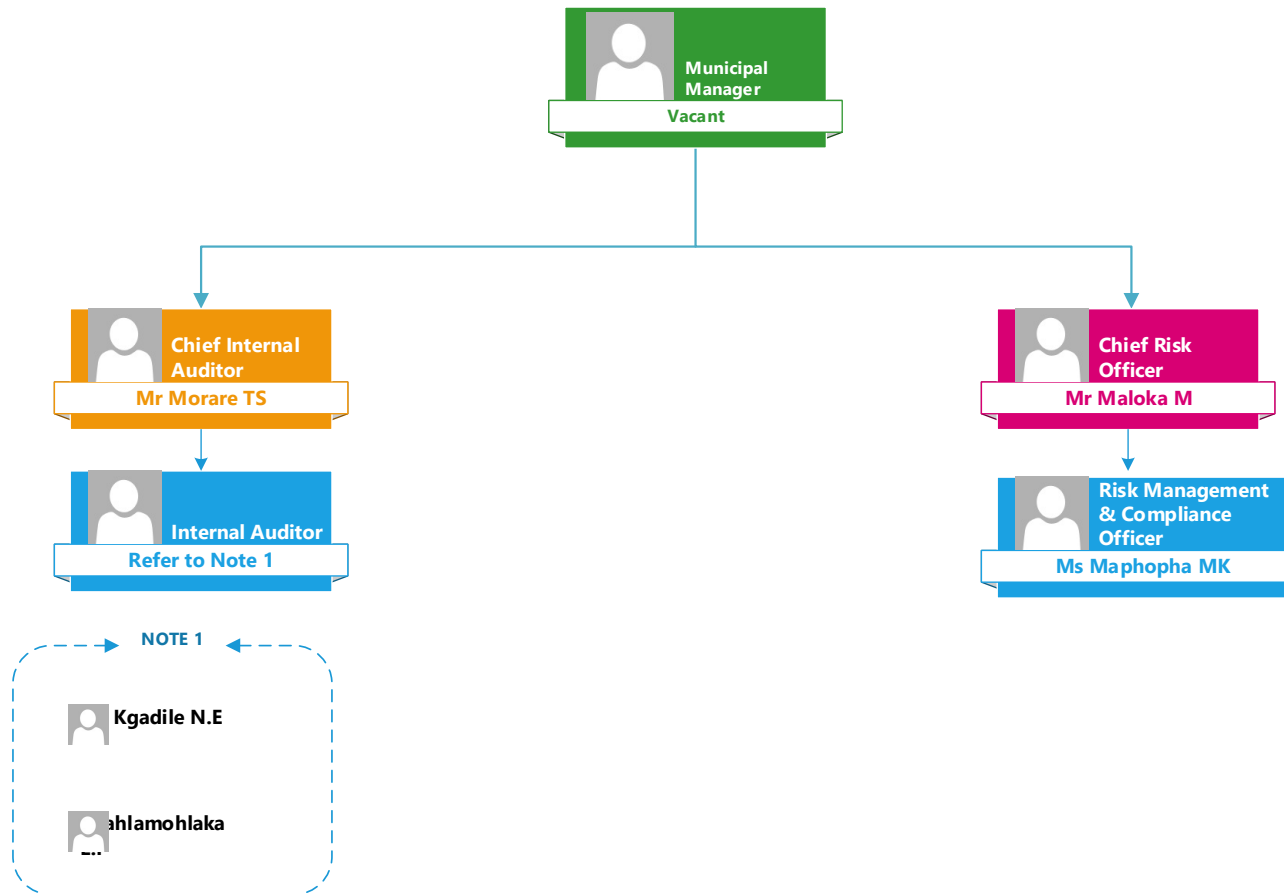 Municipal
Manager
Vacant
Chief Internal
Auditor
Mr Morare TS
Chief Risk
Officer
Mr Maloka M
Internal Auditor
Refer to Note 1
Risk Management
& Compliance
Officer
Ms Maphopha MK
NOTE 1
Kgadile N.E